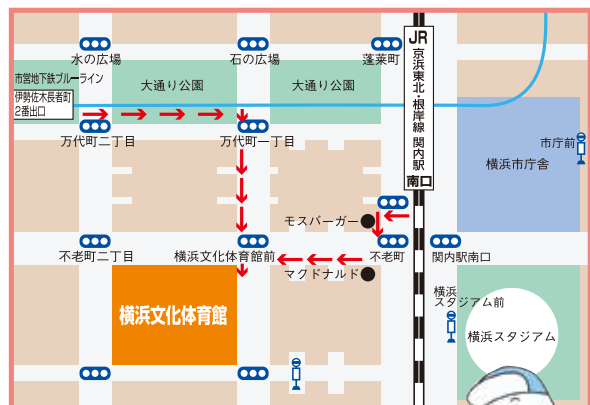 JR
京浜東北・根岸線 関内駅
南口
水の広場
石の広場
蓬莱町
市営地下鉄ブルーライン
伊勢佐木長者町
2番出口
大通り公園
大通り公園
万代町二丁目
万代町一丁目
市庁前
横浜市庁舎
モスバーガー
不老町二丁目
横浜文化体育館前
不老町
関内駅南口
マクドナルド
横浜文化体育館
横浜
スタジアム前
横浜スタジアム